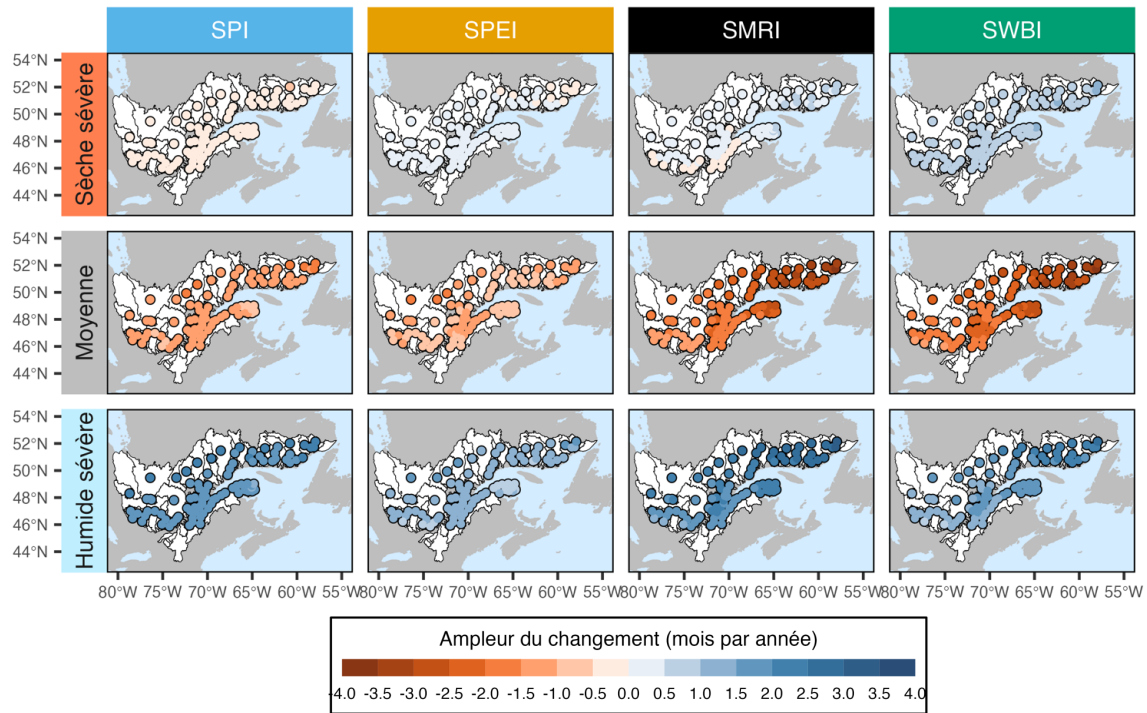 SPI SPEI SMRI SWBI
Sèche sévère
54°N
52°N
50°N
48°N
46°N
44°N
Moyenne
54°N
52°N
50°N
48°N
46°N
44°N
Humide sévère
54°N
52°N
50°N
48°N
46°N
44°N
80°W 75°W 70°W 65°W 60°W 55°W 80°W 75°W 70°W 65°W 60°W 55°W 80°W 75°W 70°W 65°W 60°W 55°W 80°W 75°W 70°W 65°W 60°W 55°W
Ampleur du changement (mois par année)
-4.0 -3.5 -3.0 -2.5 -2.0 -1.5 -1.0 -0.5 0.0 0.5 1.0 1.5 2.0 2.5 3.0 3.5 4.0